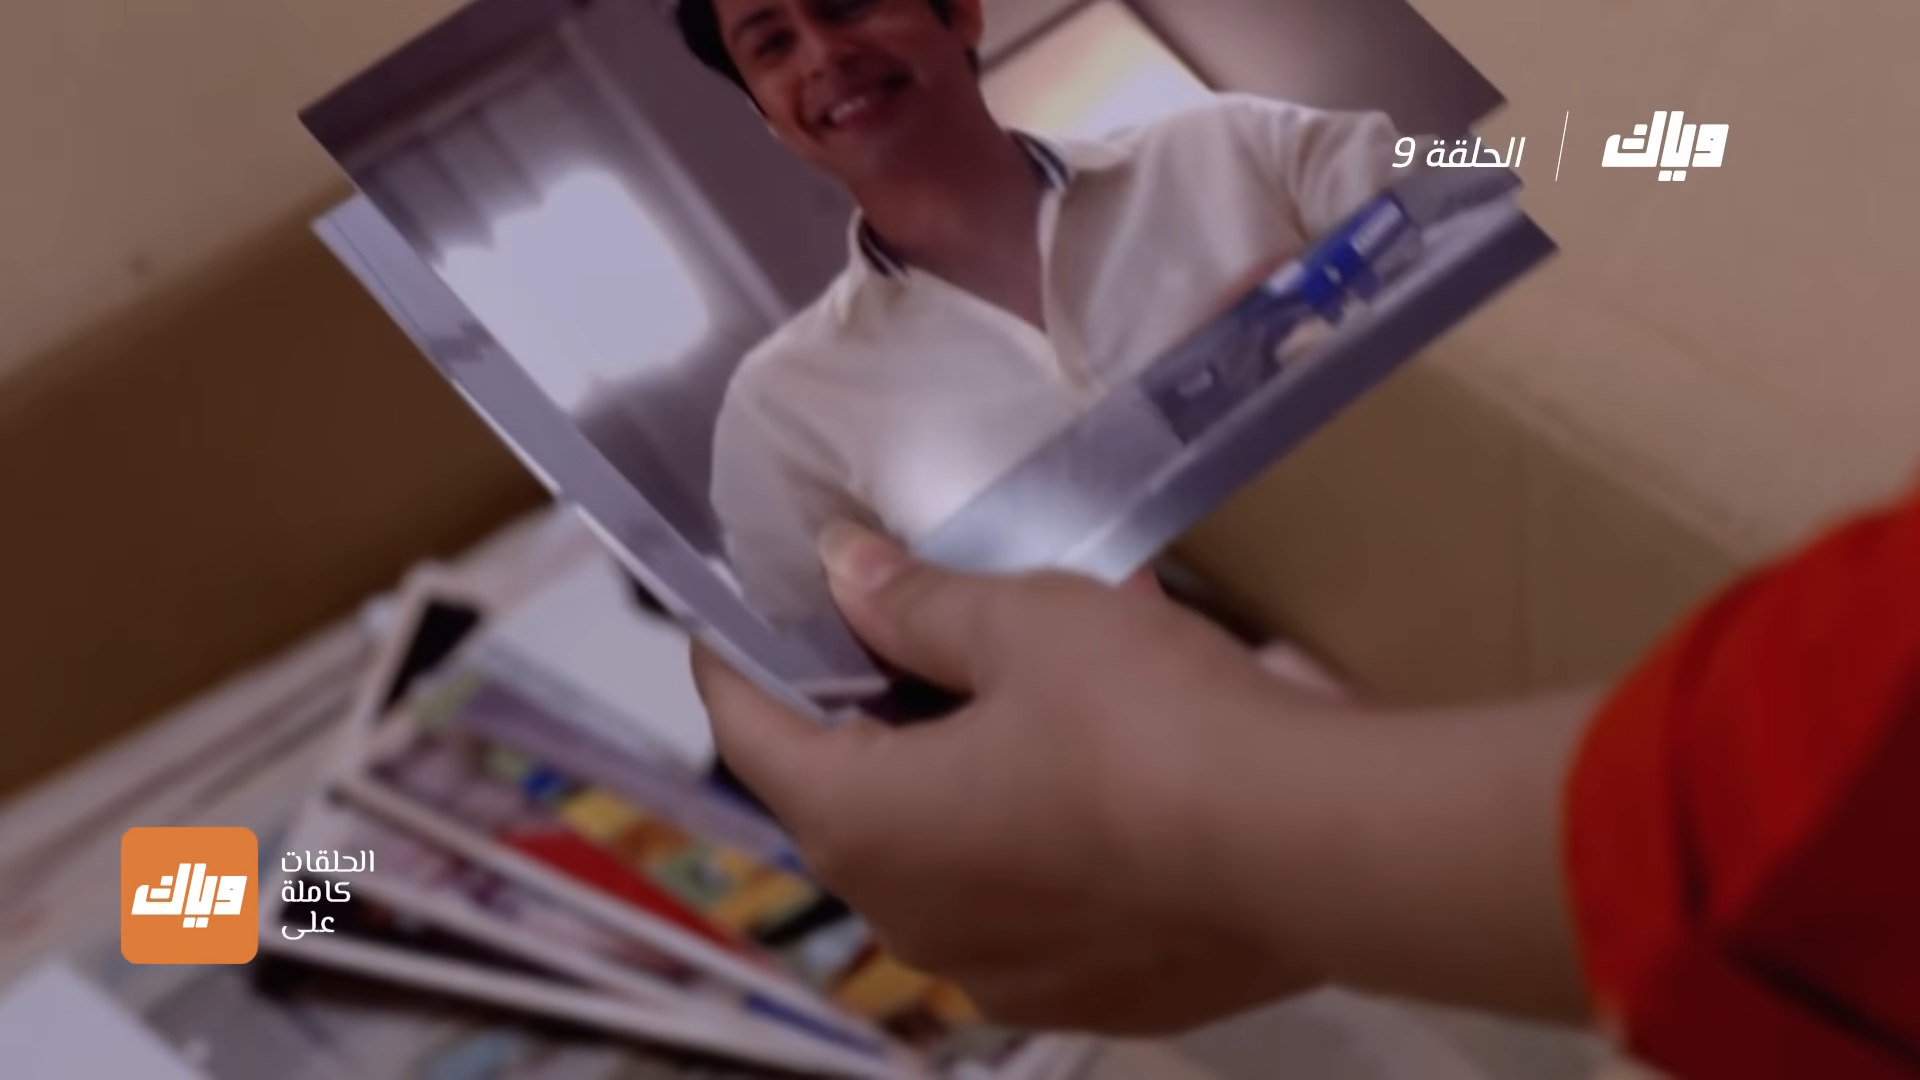 الحلقة 9 | وياك
الحلقات
كاملة
على
وياك